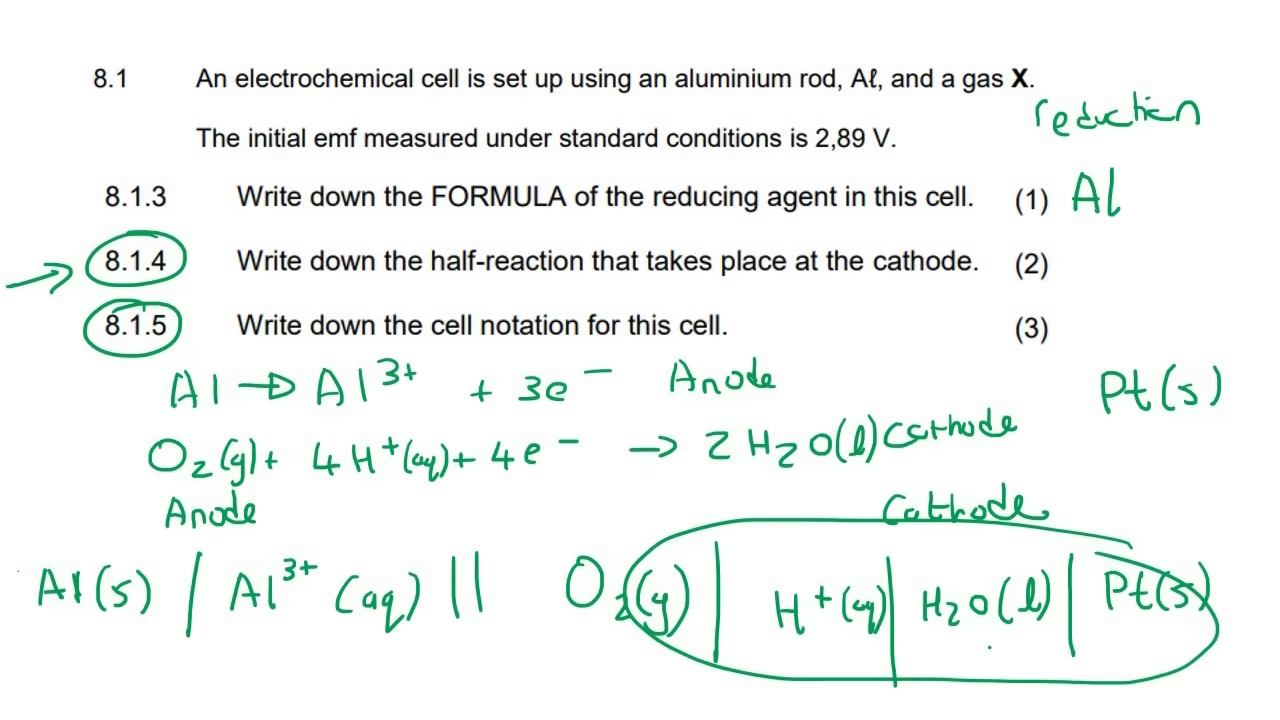 8.1 An electrochemical cell is set up using an aluminium rod, Aℓ, and a gas X.
reduction
The initial emf measured under standard conditions is 2,89 V.
8.1.3 Write down the FORMULA of the reducing agent in this cell. (1) Al
8.1.4 Write down the half-reaction that takes place at the cathode. (2)
8.1.5 Write down the cell notation for this cell. (3)
Al → Al³⁺ + 3e⁻ Anode Pt(s)
O₂(g) + 4H⁺(aq) + 4e⁻ → 2H₂O(l) Cathode
Anode Cathode
Al(s) | Al³⁺(aq) || O₂(g) | H⁺(aq) | H₂O(l) | Pt(s)